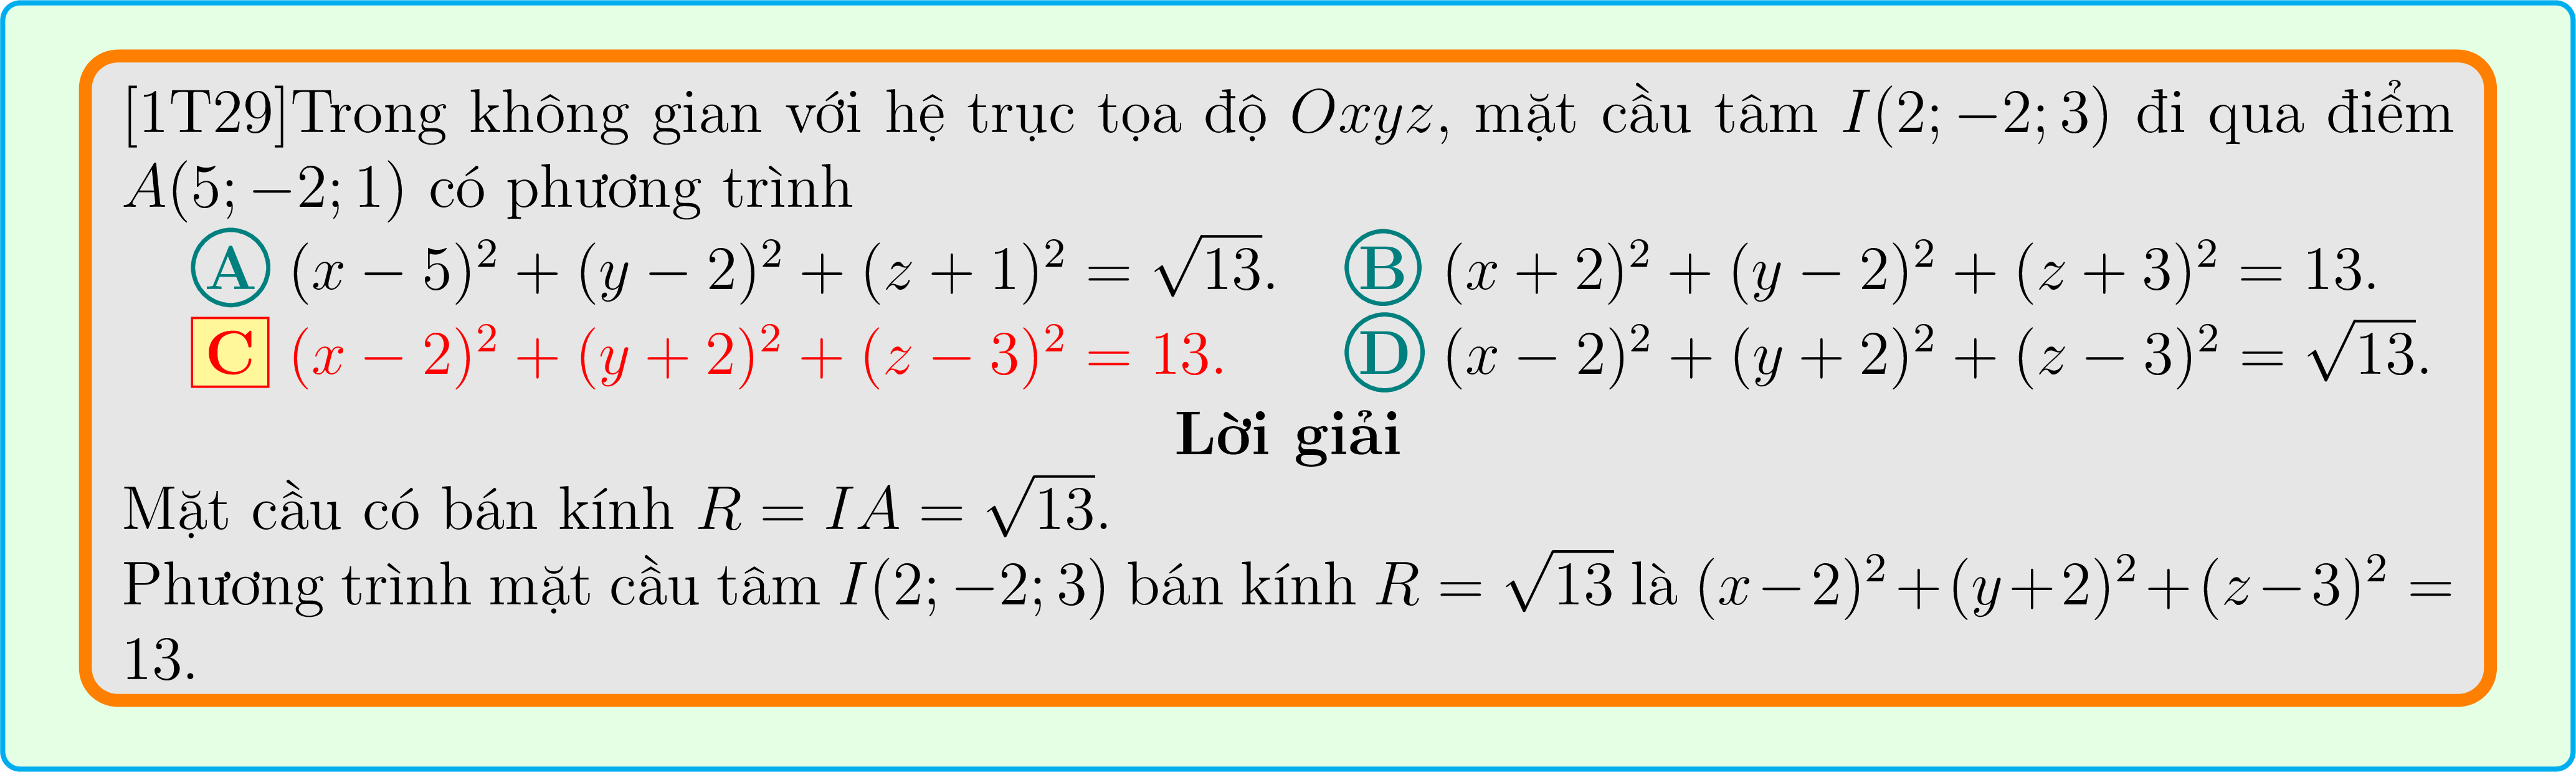 [1T29]Trong không gian với hệ trục tọa độ Oxyz, mặt cầu tâm I(2; −2; 3) đi qua điểm
A(5; −2; 1) có phương trình
A (x − 5)² + (y − 2)² + (z + 1)² = √13. B (x + 2)² + (y − 2)² + (z + 3)² = 13.
C (x − 2)² + (y + 2)² + (z − 3)² = 13. D (x − 2)² + (y + 2)² + (z − 3)² = √13.
Lời giải
Mặt cầu có bán kính R = IA = √13.
Phương trình mặt cầu tâm I(2; −2; 3) bán kính R = √13 là (x − 2)² + (y + 2)² + (z − 3)² =
13.